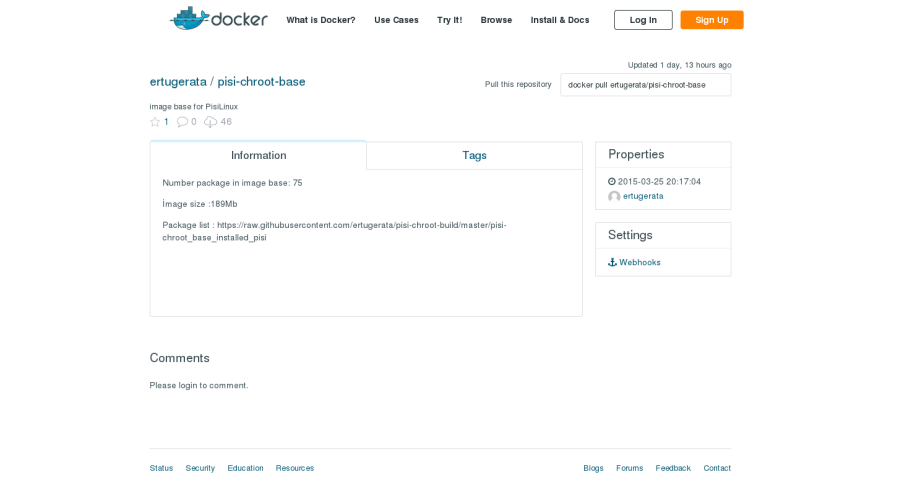 docker What is Docker? Use Cases Try It! Browse Install & Docs Log In Sign Up
Updated 1 day, 13 hours ago
ertugerata / pisi-chroot-base
Pull this repository docker pull ertugerata/pisi-chroot-base
image base for PisiLinux
1 0 46
Information Tags
Number package in image base: 75
İmage size :189Mb
Package list : https://raw.githubusercontent.com/ertugerata/pisi-chroot-build/master/pisi-
chroot_base_installed_pisi
Properties
2015-03-25 20:17:04
ertugerata
Settings
Webhooks
Comments
Please login to comment.
Status Security Education Resources Blogs Forums Feedback Contact